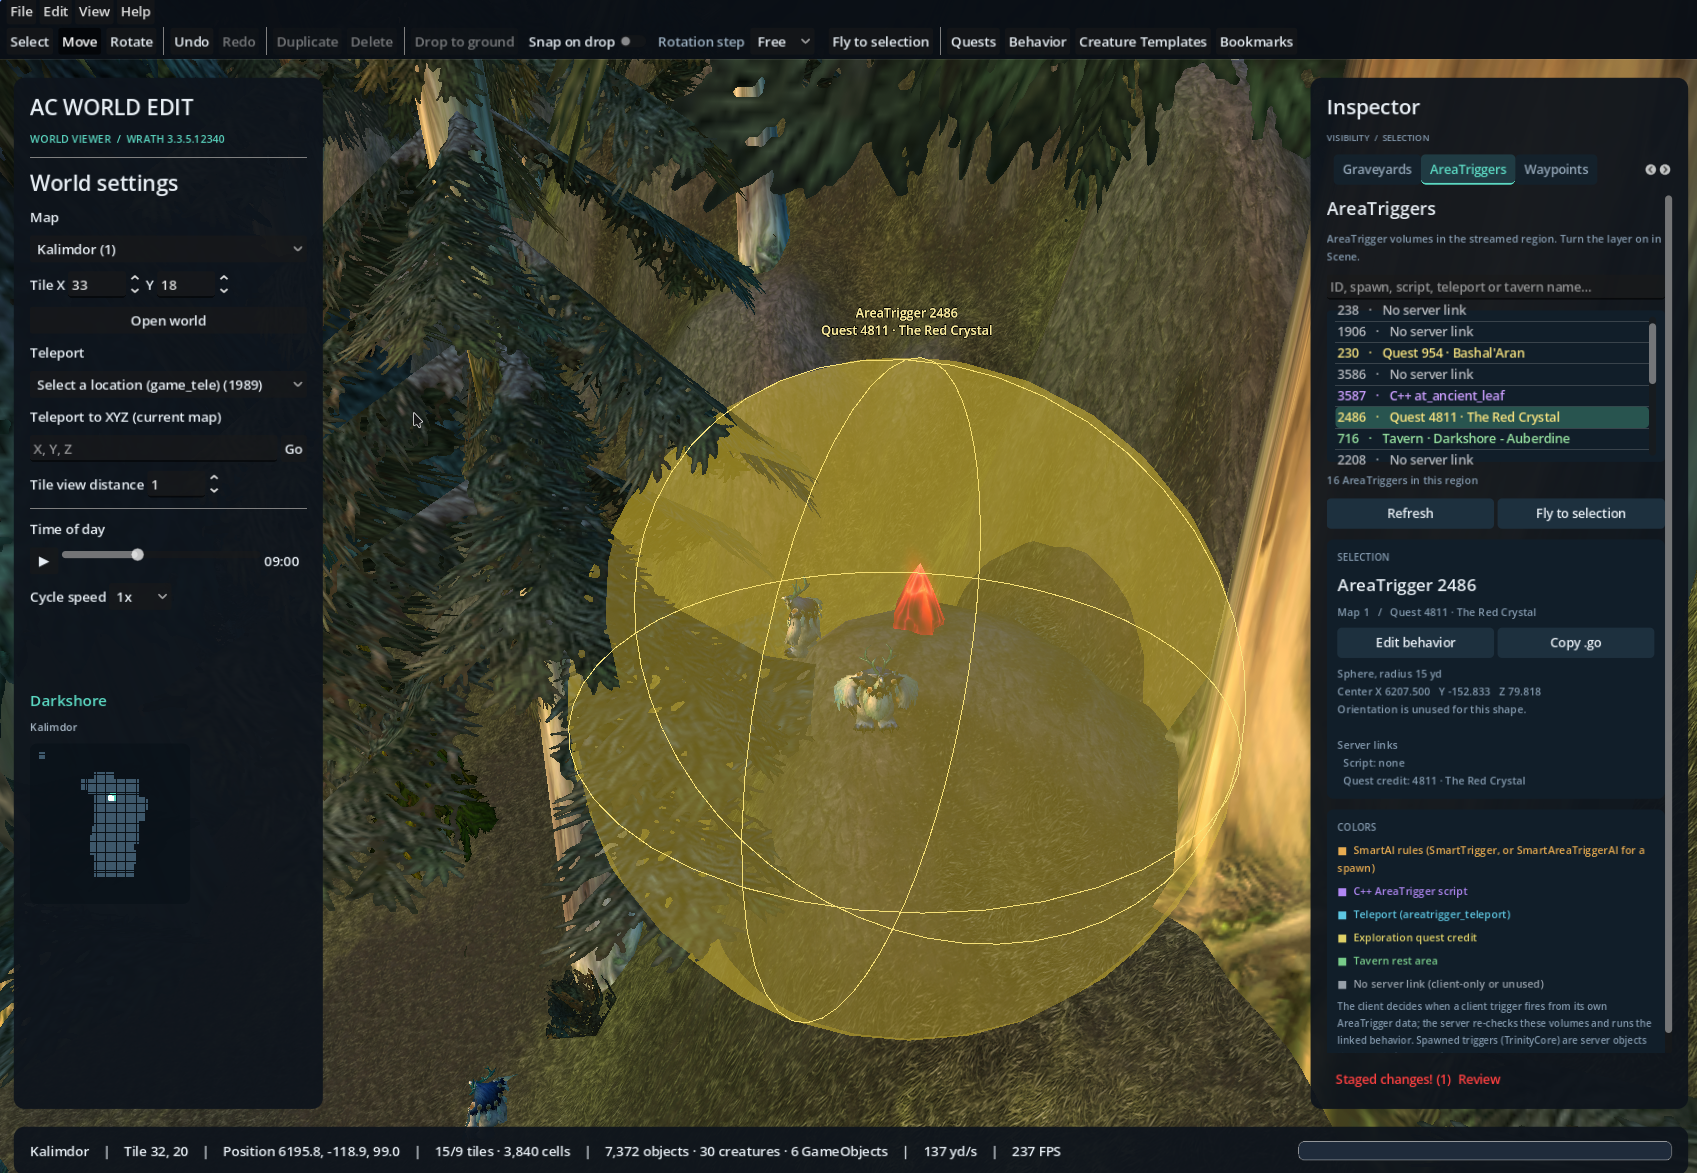 File Edit View Help
Select Move Rotate Undo Redo Duplicate Delete Drop to ground Snap on drop Rotation step Free Fly to selection Quests Behavior Creature Templates Bookmarks
AC WORLD EDIT
WORLD VIEWER / WRATH 3.3.5.12340
World settings
Map
Kalimdor (1)
Tile X 33 Y 18
Open world
Teleport
Select a location (game_tele) (1989)
Teleport to XYZ (current map)
X, Y, Z Go
Tile view distance 1
Time of day
09:00
Cycle speed 1x
Darkshore
Kalimdor
AreaTrigger 2486
Quest 4811 · The Red Crystal
Inspector
VISIBILITY / SELECTION
Graveyards AreaTriggers Waypoints
AreaTriggers
AreaTrigger volumes in the streamed region. Turn the layer on in
Scene.
ID, spawn, script, teleport or tavern name...
238 · No server link
1906 · No server link
230 · Quest 954 · Bashal'Aran
3586 · No server link
3587 · C++ at_ancient_leaf
2486 · Quest 4811 · The Red Crystal
716 · Tavern · Darkshore - Auberdine
2208 · No server link
16 AreaTriggers in this region
Refresh Fly to selection
SELECTION
AreaTrigger 2486
Map 1 / Quest 4811 · The Red Crystal
Edit behavior Copy .go
Sphere, radius 15 yd
Center X 6207.500 Y -152.833 Z 79.818
Orientation is unused for this shape.
Server links
Script: none
Quest credit: 4811 · The Red Crystal
COLORS
SmartAI rules (SmartTrigger, or SmartAreaTriggerAI for a
spawn)
C++ AreaTrigger script
Teleport (areatrigger_teleport)
Exploration quest credit
Tavern rest area
No server link (client-only or unused)
The client decides when a client trigger fires from its own
AreaTrigger data; the server re-checks these volumes and runs the
linked behavior. Spawned triggers (TrinityCore) are server objects
Staged changes! (1) Review
Kalimdor | Tile 32, 20 | Position 6195.8, -118.9, 99.0 | 15/9 tiles · 3,840 cells | 7,372 objects · 30 creatures · 6 GameObjects | 137 yd/s | 237 FPS